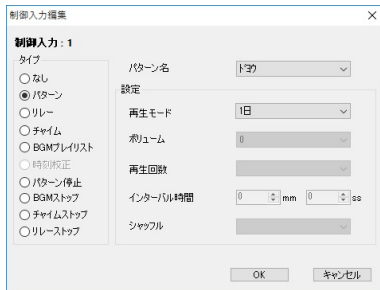 制御入力編集
制御入力 : 1
タイプ
なし
パターン
リレー
チャイム
BGMプレイリスト
時刻校正
パターン停止
BGMストップ
チャイムストップ
リレーストップ
パターン名
ドヨウ
設定
再生モード
1日
ボリューム
0
再生回数
インターバル時間
0 mm 0 ss
シャッフル
OK キャンセル